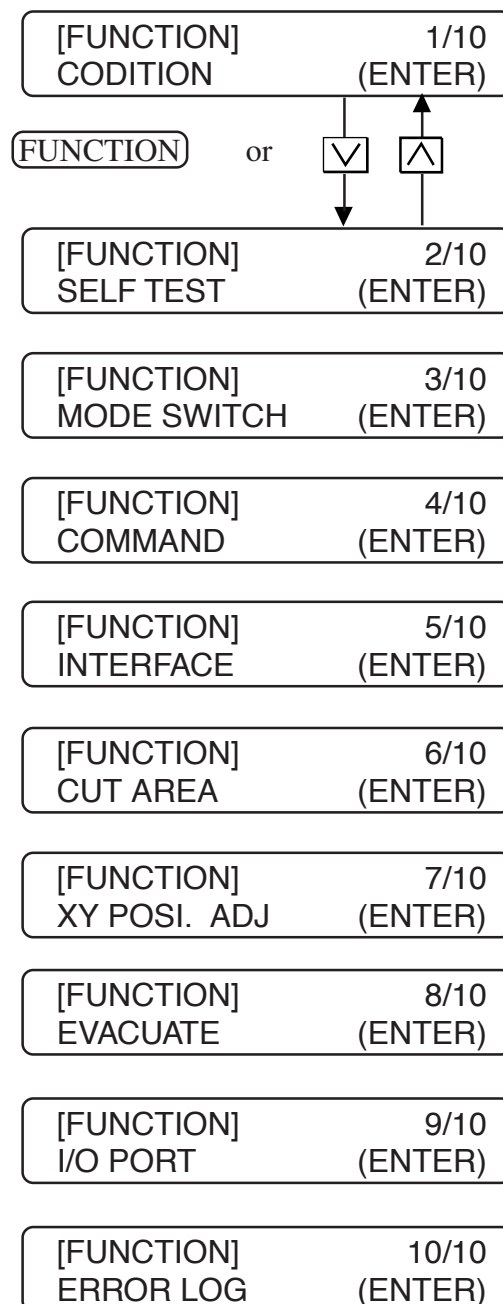 [FUNCTION] 1/10
CODITION (ENTER)
FUNCTION or
[FUNCTION] 2/10
SELF TEST (ENTER)
[FUNCTION] 3/10
MODE SWITCH (ENTER)
[FUNCTION] 4/10
COMMAND (ENTER)
[FUNCTION] 5/10
INTERFACE (ENTER)
[FUNCTION] 6/10
CUT AREA (ENTER)
[FUNCTION] 7/10
XY POSI. ADJ (ENTER)
[FUNCTION] 8/10
EVACUATE (ENTER)
[FUNCTION] 9/10
I/O PORT (ENTER)
[FUNCTION] 10/10
ERROR LOG (ENTER)